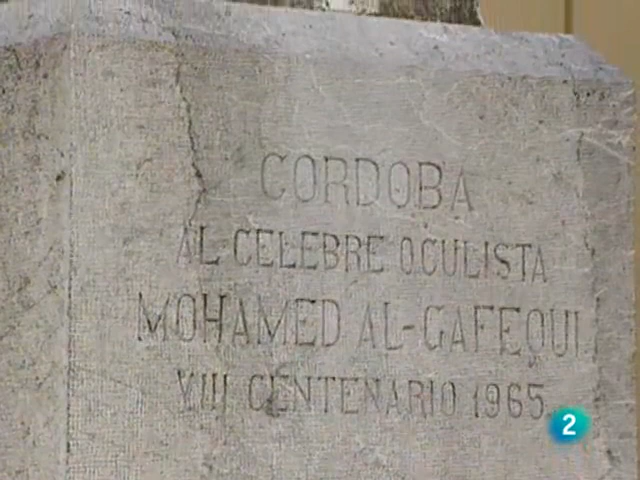 CORDOBA
AL CELEBRE OCULISTA
MOHAMED AL-GAFEQUI
VIII CENTENARIO 1965
2